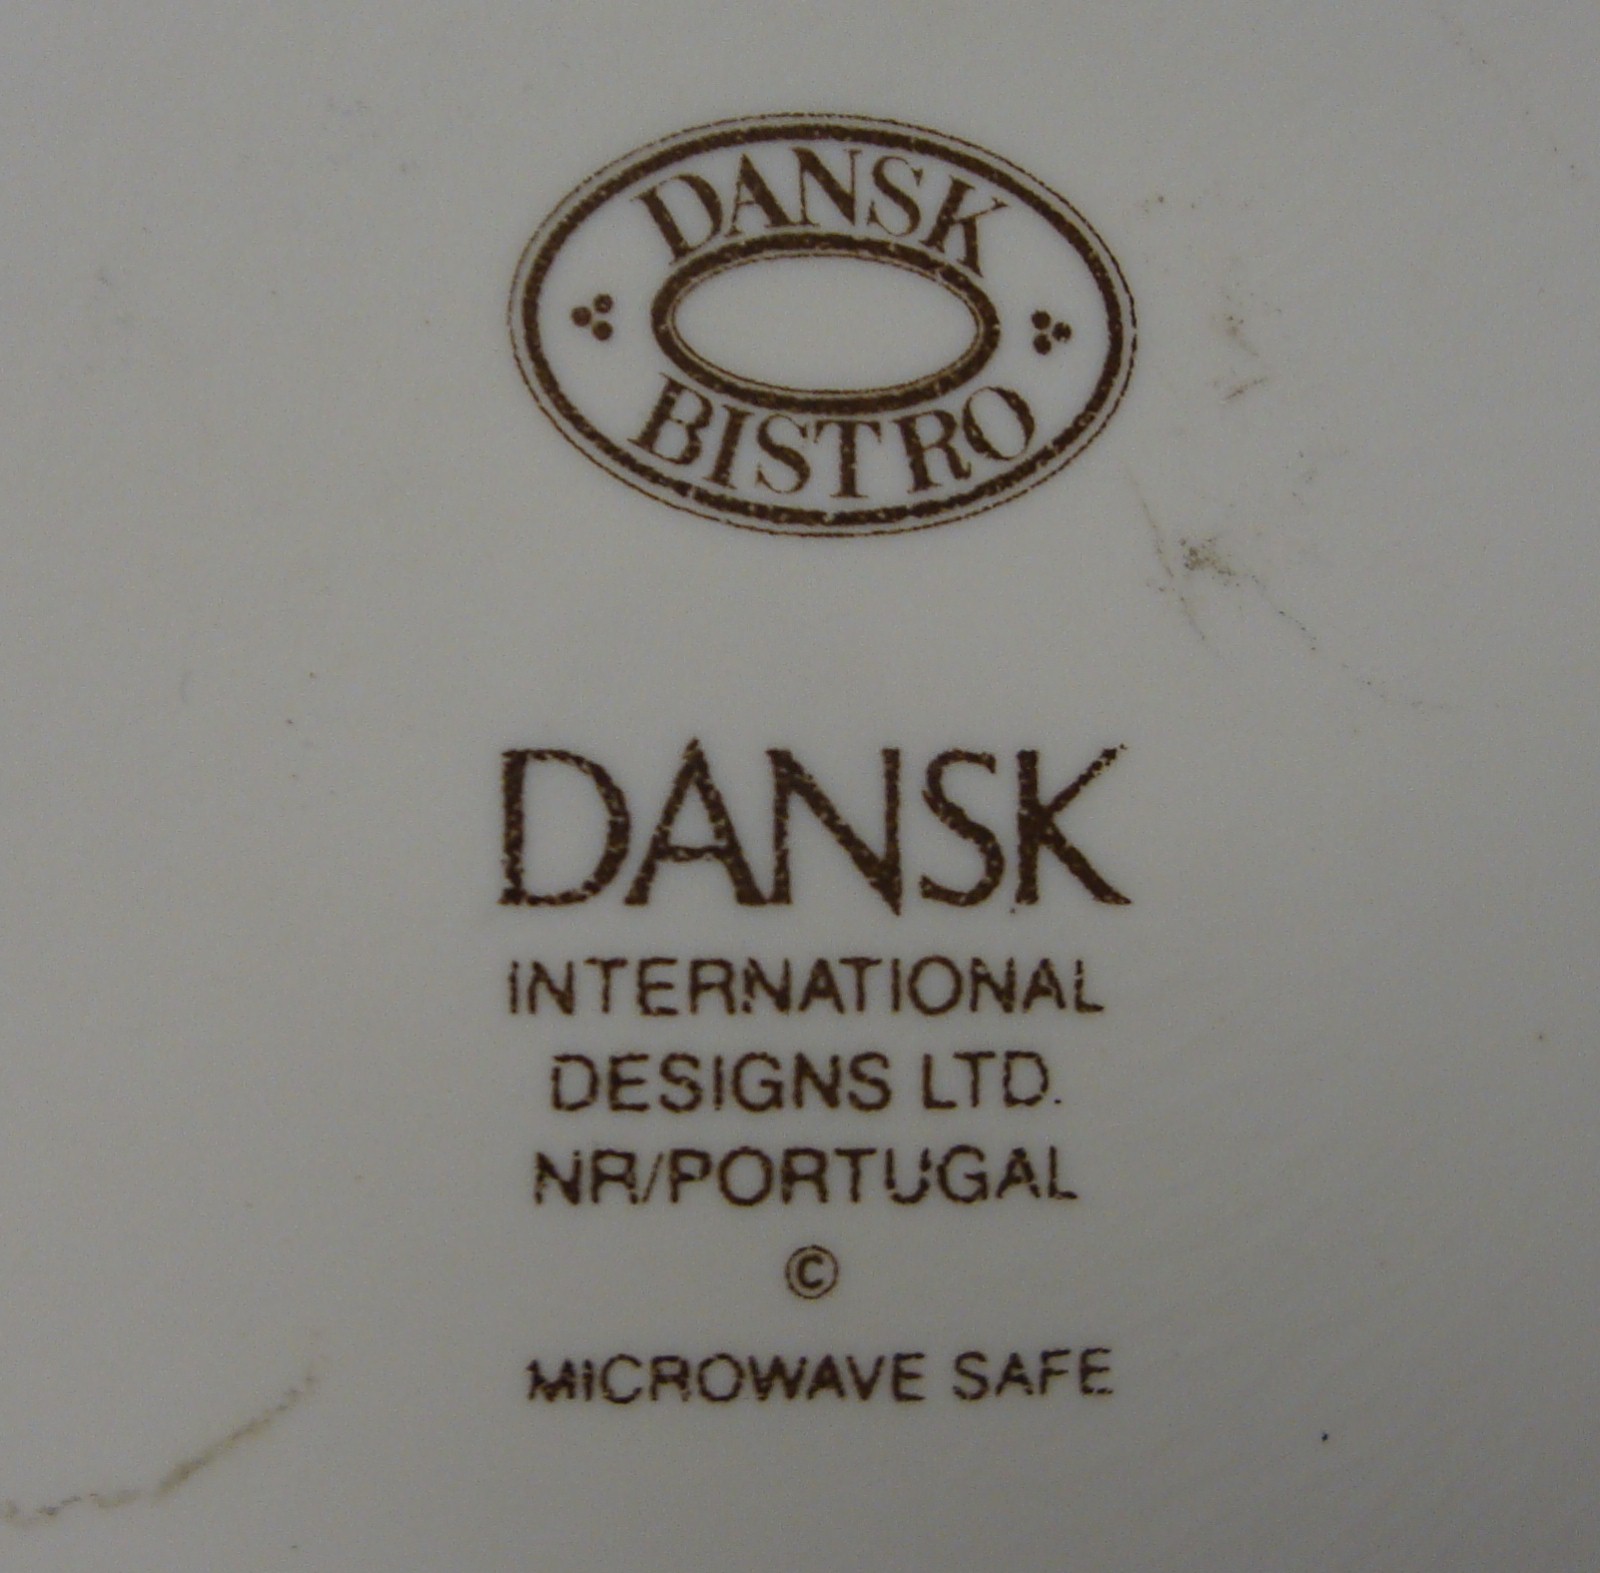 DANSK
BISTRO
DANSK
INTERNATIONAL
DESIGNS LTD.
NR/PORTUGAL
©
MICROWAVE SAFE